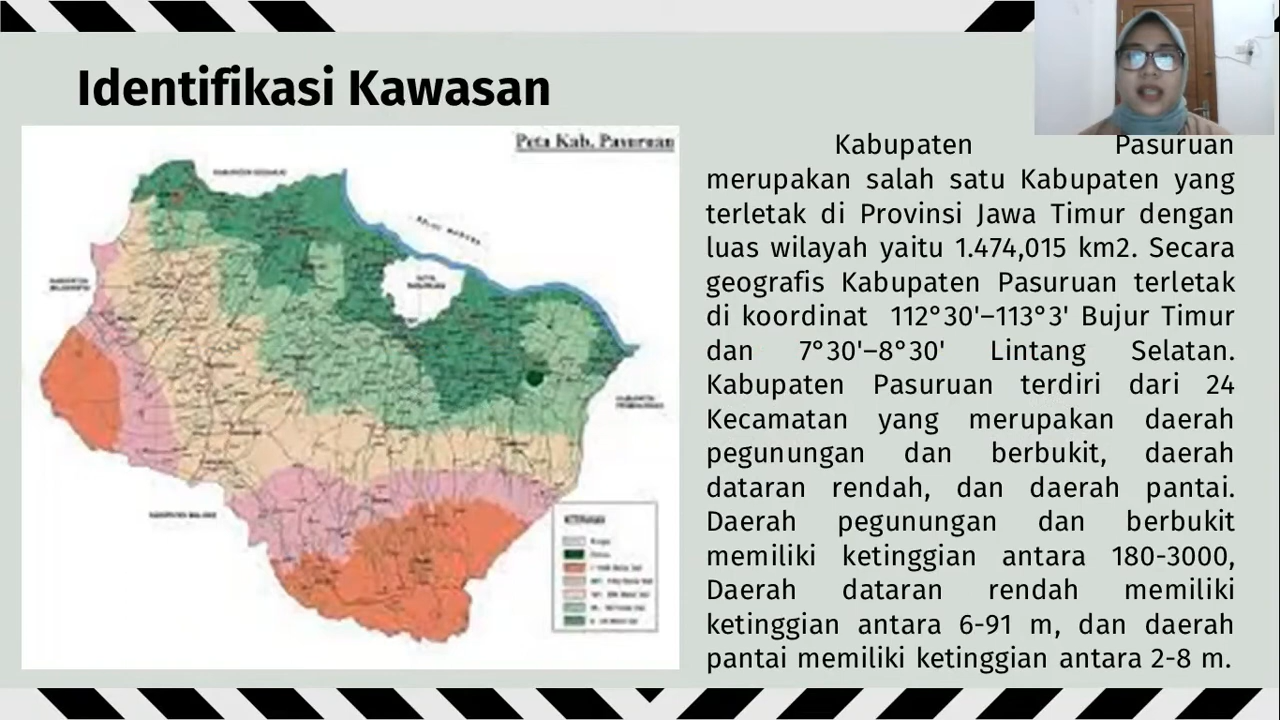 Identifikasi Kawasan
Peta Kab. Pasuruan
Kabupaten Pasuruan
merupakan salah satu Kabupaten yang
terletak di Provinsi Jawa Timur dengan
luas wilayah yaitu 1.474,015 km2. Secara
geografis Kabupaten Pasuruan terletak
di koordinat 112°30'–113°3' Bujur Timur
dan 7°30'–8°30' Lintang Selatan.
Kabupaten Pasuruan terdiri dari 24
Kecamatan yang merupakan daerah
pegunungan dan berbukit, daerah
dataran rendah, dan daerah pantai.
Daerah pegunungan dan berbukit
memiliki ketinggian antara 180-3000,
Daerah dataran rendah memiliki
ketinggian antara 6-91 m, dan daerah
pantai memiliki ketinggian antara 2-8 m.